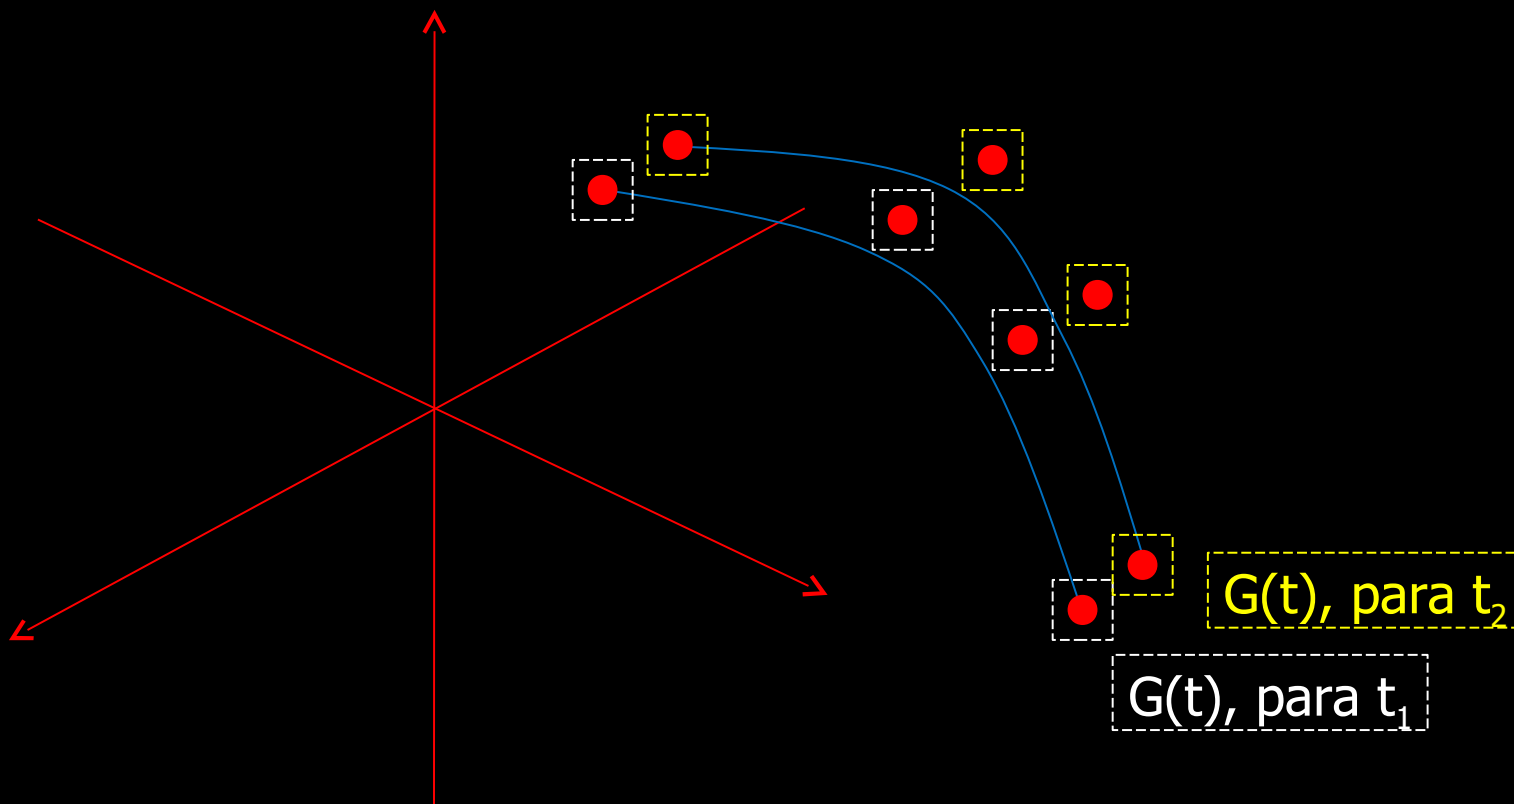 G(t), para t₂
G(t), para t₁